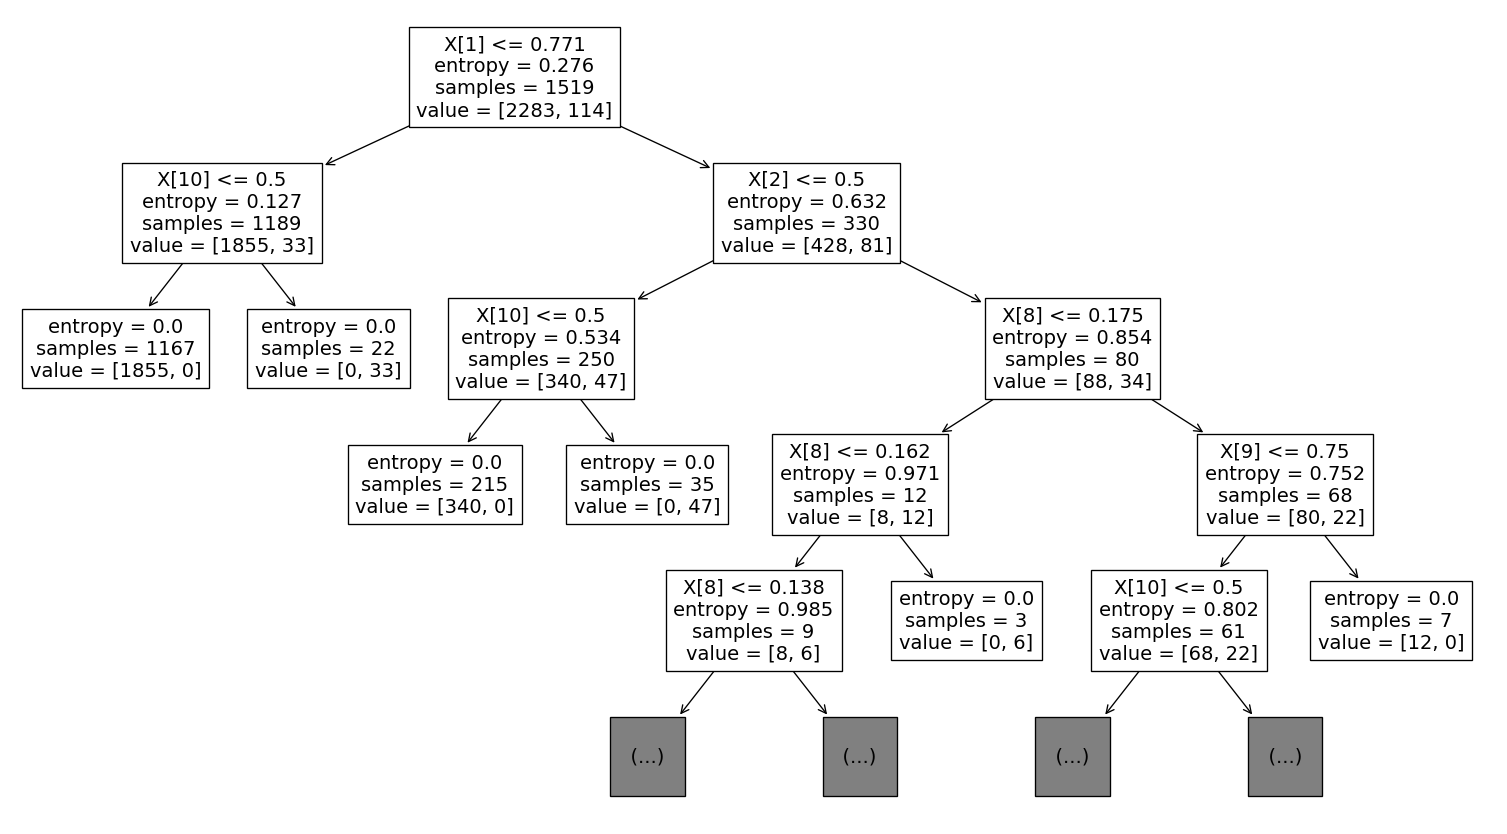 X[1] <= 0.771
entropy = 0.276
samples = 1519
value = [2283, 114]
X[10] <= 0.5
entropy = 0.127
samples = 1189
value = [1855, 33]
X[2] <= 0.5
entropy = 0.632
samples = 330
value = [428, 81]
entropy = 0.0
samples = 1167
value = [1855, 0]
entropy = 0.0
samples = 22
value = [0, 33]
X[10] <= 0.5
entropy = 0.534
samples = 250
value = [340, 47]
X[8] <= 0.175
entropy = 0.854
samples = 80
value = [88, 34]
entropy = 0.0
samples = 215
value = [340, 0]
entropy = 0.0
samples = 35
value = [0, 47]
X[8] <= 0.162
entropy = 0.971
samples = 12
value = [8, 12]
X[9] <= 0.75
entropy = 0.752
samples = 68
value = [80, 22]
X[8] <= 0.138
entropy = 0.985
samples = 9
value = [8, 6]
entropy = 0.0
samples = 3
value = [0, 6]
X[10] <= 0.5
entropy = 0.802
samples = 61
value = [68, 22]
entropy = 0.0
samples = 7
value = [12, 0]
(...)
(...)
(...)
(...)